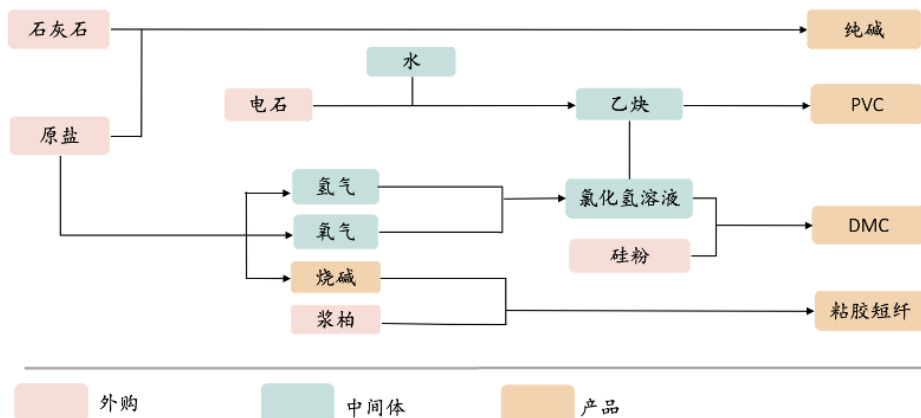 石灰石
纯碱
水
电石
乙炔
PVC
原盐
氢气
氯化氢溶液
氧气
DMC
硅粉
烧碱
浆柏
粘胶短纤
外购
中间体
产品